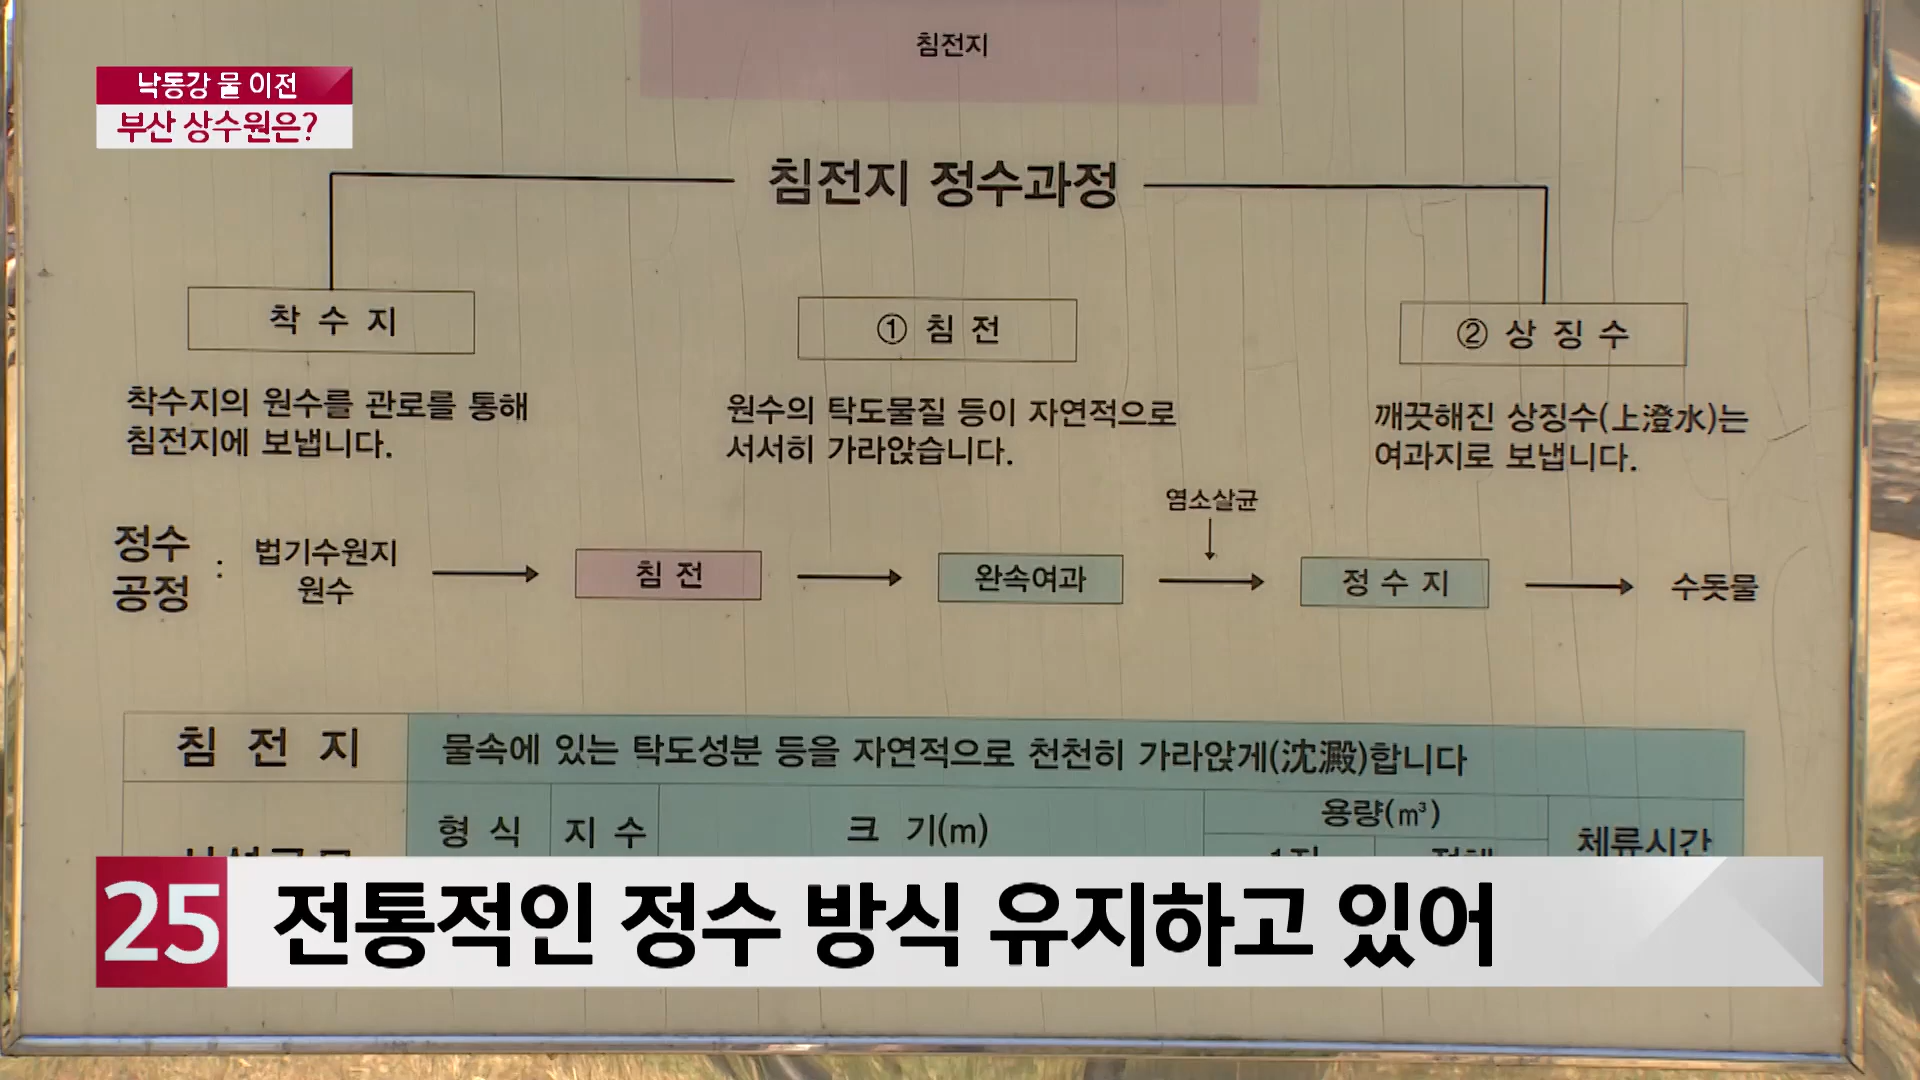 침전지
낙동강 물 이전
부산 상수원은?
침전지 정수과정
착 수 지
① 침 전
② 상 징 수
착수지의 원수를 관로를 통해
침전지에 보냅니다.
원수의 탁도물질 등이 자연적으로
서서히 가라앉습니다.
깨끗해진 상징수(上澄水)는
여과지로 보냅니다.
염소살균
정수
공정
:
법기수원지
원수
침 전
완속여과
정 수 지
수돗물
침 전 지
물속에 있는 탁도성분 등을 자연적으로 천천히 가라앉게(沈澱)합니다
형 식
지 수
크 기(m)
용량(㎥)
체류시간
25
전통적인 정수 방식 유지하고 있어